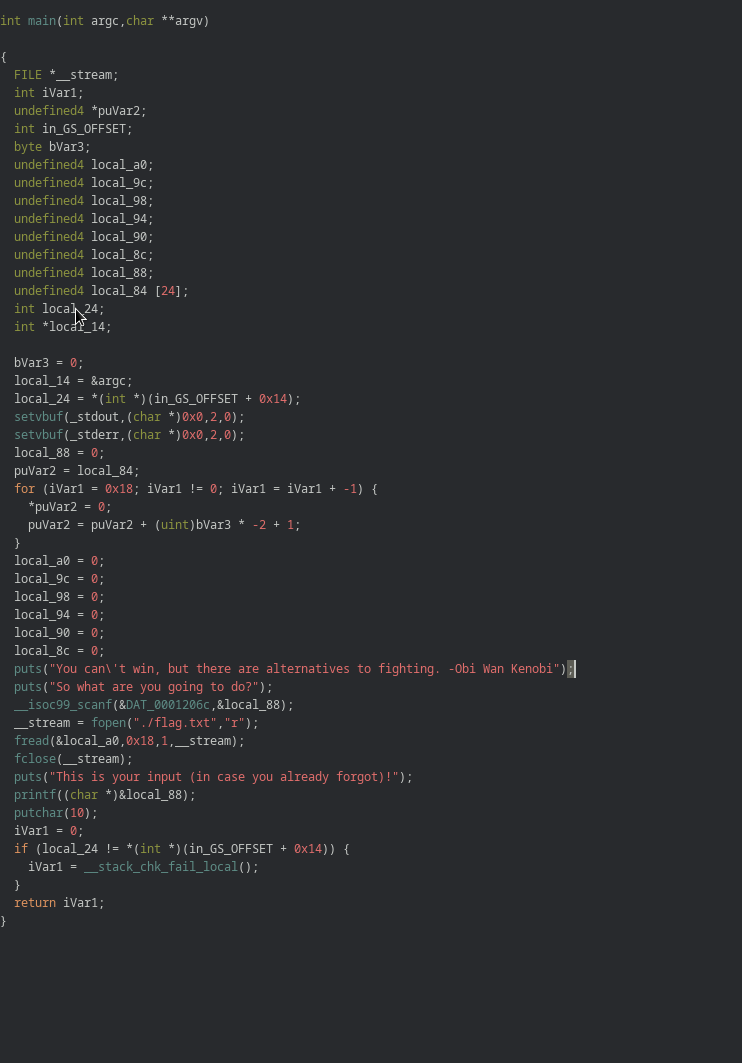 int main(int argc,char **argv)
{
FILE *__stream;
int iVar1;
undefined4 *puVar2;
int in_GS_OFFSET;
byte bVar3;
undefined4 local_a0;
undefined4 local_9c;
undefined4 local_98;
undefined4 local_94;
undefined4 local_90;
undefined4 local_8c;
undefined4 local_88;
undefined4 local_84 [24];
int local_24;
int *local_14;
bVar3 = 0;
local_14 = &argc;
local_24 = *(int *)(in_GS_OFFSET + 0x14);
setvbuf(_stdout,(char *)0x0,2,0);
setvbuf(_stderr,(char *)0x0,2,0);
local_88 = 0;
puVar2 = local_84;
for (iVar1 = 0x18; iVar1 != 0; iVar1 = iVar1 + -1) {
*puVar2 = 0;
puVar2 = puVar2 + (uint)bVar3 * -2 + 1;
}
local_a0 = 0;
local_9c = 0;
local_98 = 0;
local_94 = 0;
local_90 = 0;
local_8c = 0;
puts("You can\'t win, but there are alternatives to fighting. -Obi Wan Kenobi");
puts("So what are you going to do?");
__isoc99_scanf(&DAT_0001206c,&local_88);
__stream = fopen("./flag.txt","r");
fread(&local_a0,0x18,1,__stream);
fclose(__stream);
puts("This is your input (in case you already forgot)!");
printf((char *)&local_88);
putchar(10);
iVar1 = 0;
if (local_24 != *(int *)(in_GS_OFFSET + 0x14)) {
iVar1 = __stack_chk_fail_local();
}
return iVar1;
}